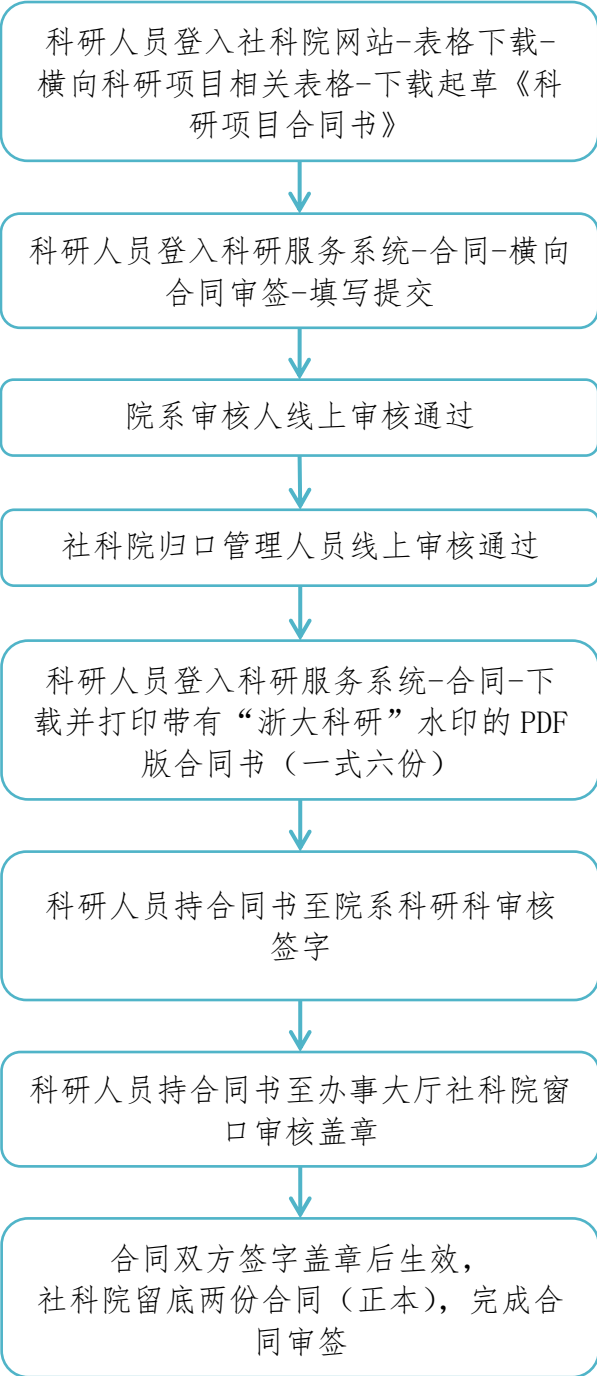 科研人员登入社科院网站-表格下载-
横向科研项目相关表格-下载起草《科
研项目合同书》
科研人员登入科研服务系统-合同-横向
合同审签-填写提交
院系审核人线上审核通过
社科院归口管理人员线上审核通过
科研人员登入科研服务系统-合同-下
载并打印带有“浙大科研”水印的 PDF
版合同书（一式六份）
科研人员持合同书至院系科研科审核
签字
科研人员持合同书至办事大厅社科院窗
口审核盖章
合同双方签字盖章后生效，
社科院留底两份合同（正本），完成合
同审签